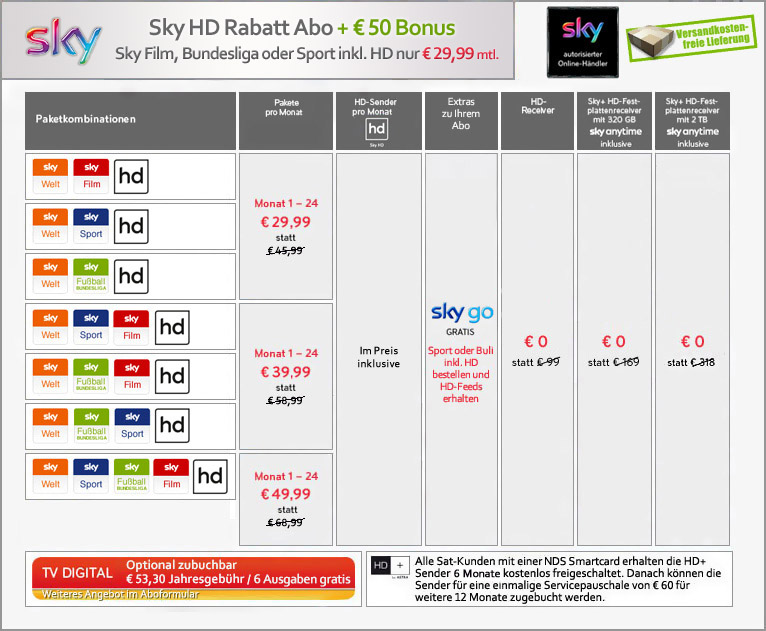 sky
Sky HD Rabatt Abo + € 50 Bonus
Sky Film, Bundesliga oder Sport inkl. HD nur € 29,99 mtl.
sky
autorisierter
Online-Händler
Versandkosten-
freie Lieferung
Paketkombinationen
Pakete
pro Monat
HD-Sender
pro Monat
hd
Sky HD
Extras
zu Ihrem
Abo
HD-
Receiver
Sky+ HD-Fest-
plattenreceiver
mit 320 GB
sky anytime
inklusive
Sky+ HD-Fest-
plattenreceiver
mit 2 TB
sky anytime
inklusive
sky sky hd
Welt Film
sky sky hd
Welt Sport
sky sky hd
Welt Fußball
BUNDESLIGA
Monat 1 – 24
€ 29,99
statt
€ 45,99
sky sky sky hd
Welt Sport Film
sky sky sky hd
Welt Fußball Film
BUNDESLIGA
sky sky sky hd
Welt Fußball Sport
BUNDESLIGA
Monat 1 – 24
€ 39,99
statt
€ 58,99
sky sky sky sky hd
Welt Sport Fußball Film
BUNDESLIGA
Monat 1 – 24
€ 49,99
statt
€ 68,99
Im Preis
inklusive
sky go
GRATIS
Sport oder Buli
inkl. HD
bestellen und
HD-Feeds
erhalten
€ 0
statt € 99
€ 0
statt € 169
€ 0
statt € 318
TV DIGITAL
Optional zubuchbar
€ 53,30 Jahresgebühr / 6 Ausgaben gratis
Weiteres Angebot im Aboformular
HD +
by ASTRA
Alle Sat-Kunden mit einer NDS Smartcard erhalten die HD+
Sender 6 Monate kostenlos freigeschaltet. Danach können die
Sender für eine einmalige Servicepauschale von € 60 für
weitere 12 Monate zugebucht werden.